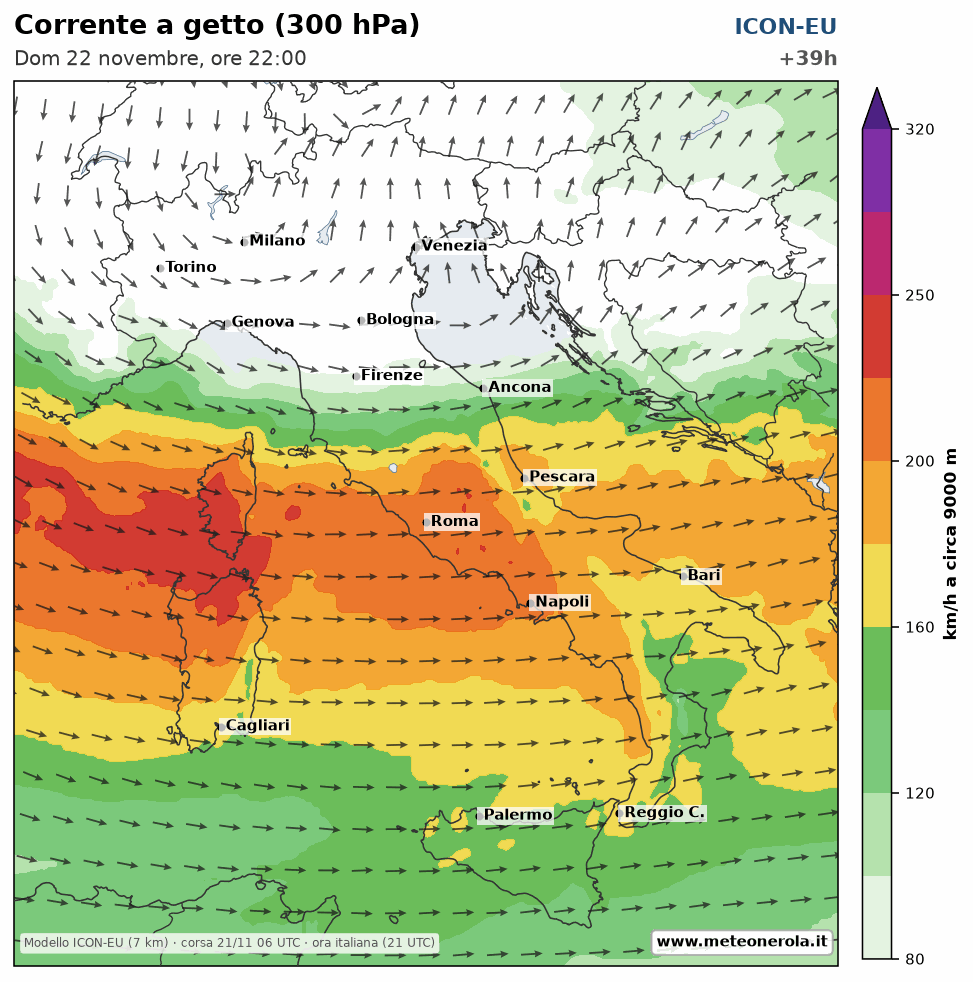 Corrente a getto (300 hPa)
ICON-EU
Dom 22 novembre, ore 22:00
+39h
Milano
Venezia
Torino
Genova
Bologna
Firenze
Ancona
Pescara
Roma
Bari
Napoli
Cagliari
Palermo
Reggio C.
320
250
200
160
120
80
km/h a circa 9000 m
Modello ICON-EU (7 km) · corsa 21/11 06 UTC · ora italiana (21 UTC)
www.meteonerola.it